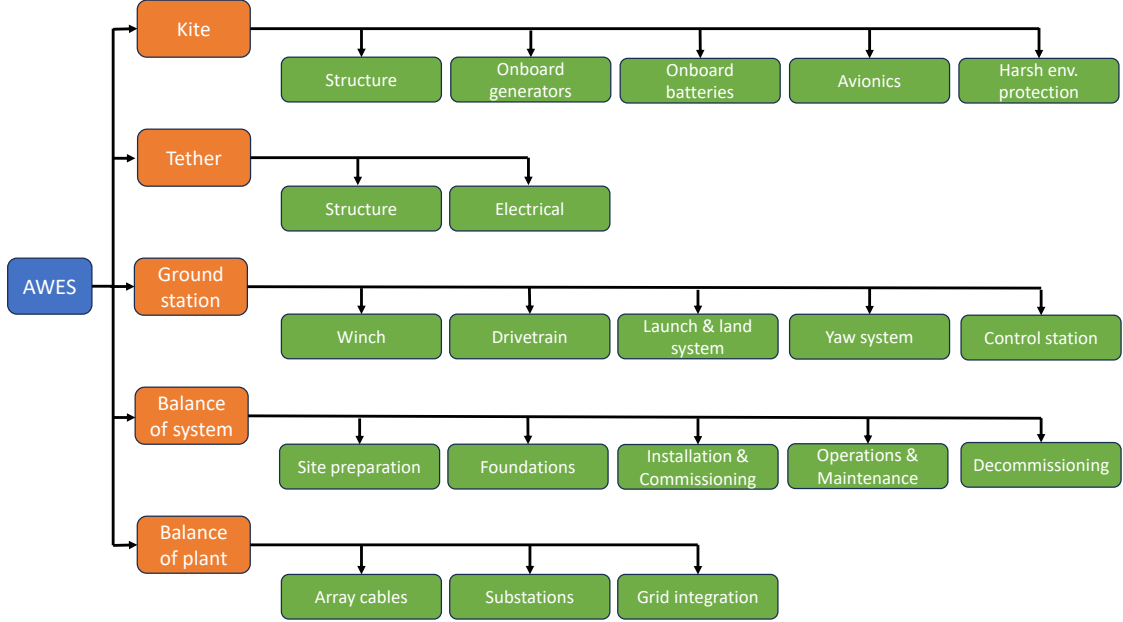 Kite
Structure
Onboard
generators
Onboard
batteries
Avionics
Harsh env.
protection
Tether
Structure
Electrical
AWES
Ground
station
Winch
Drivetrain
Launch & land
system
Yaw system
Control station
Balance
of system
Site preparation
Foundations
Installation &
Commissioning
Operations &
Maintenance
Decommissioning
Balance
of plant
Array cables
Substations
Grid integration